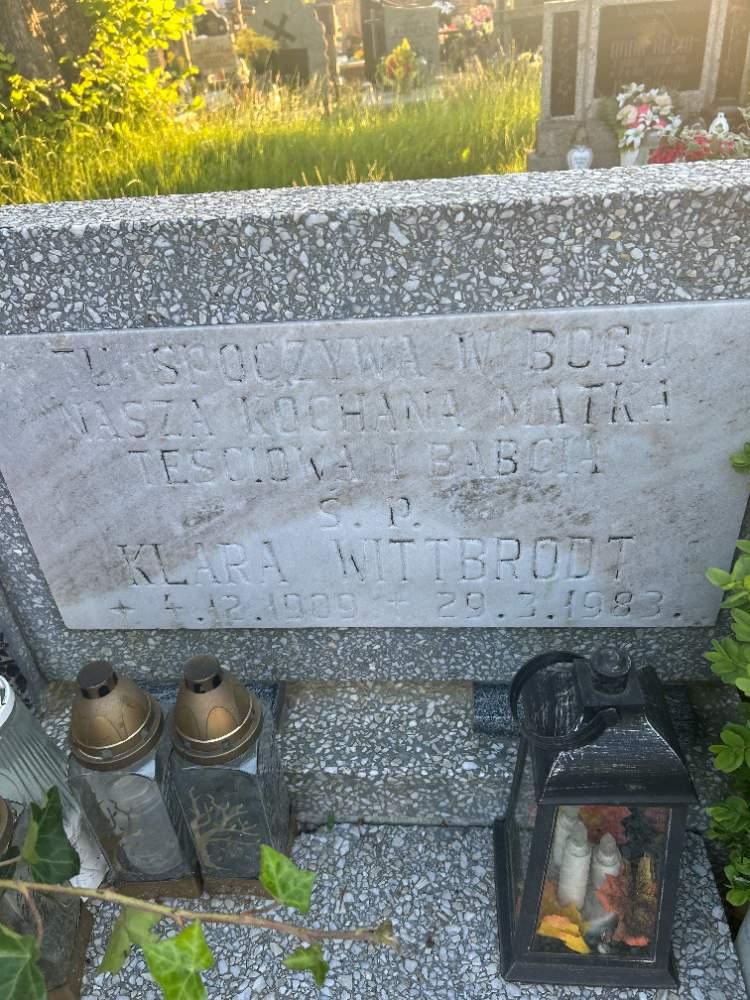 TU SPOCZYWA W BOGU
NASZA KOCHANA MATKA
TEŚCIOWA I BABCIA
Ś. P.
KLARA WITTBRODT
* 4.12.1909 + 29.3.1983.